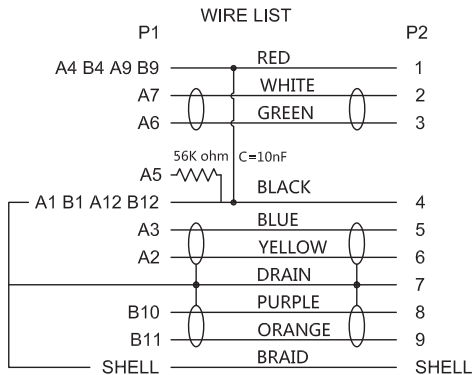 WIRE LIST
P1 P2
A4 B4 A9 B9 RED 1
A7 WHITE 2
A6 GREEN 3
A5 56K ohm C=10nF
A1 B1 A12 B12 BLACK 4
A3 BLUE 5
A2 YELLOW 6
DRAIN 7
B10 PURPLE 8
B11 ORANGE 9
SHELL BRAID SHELL